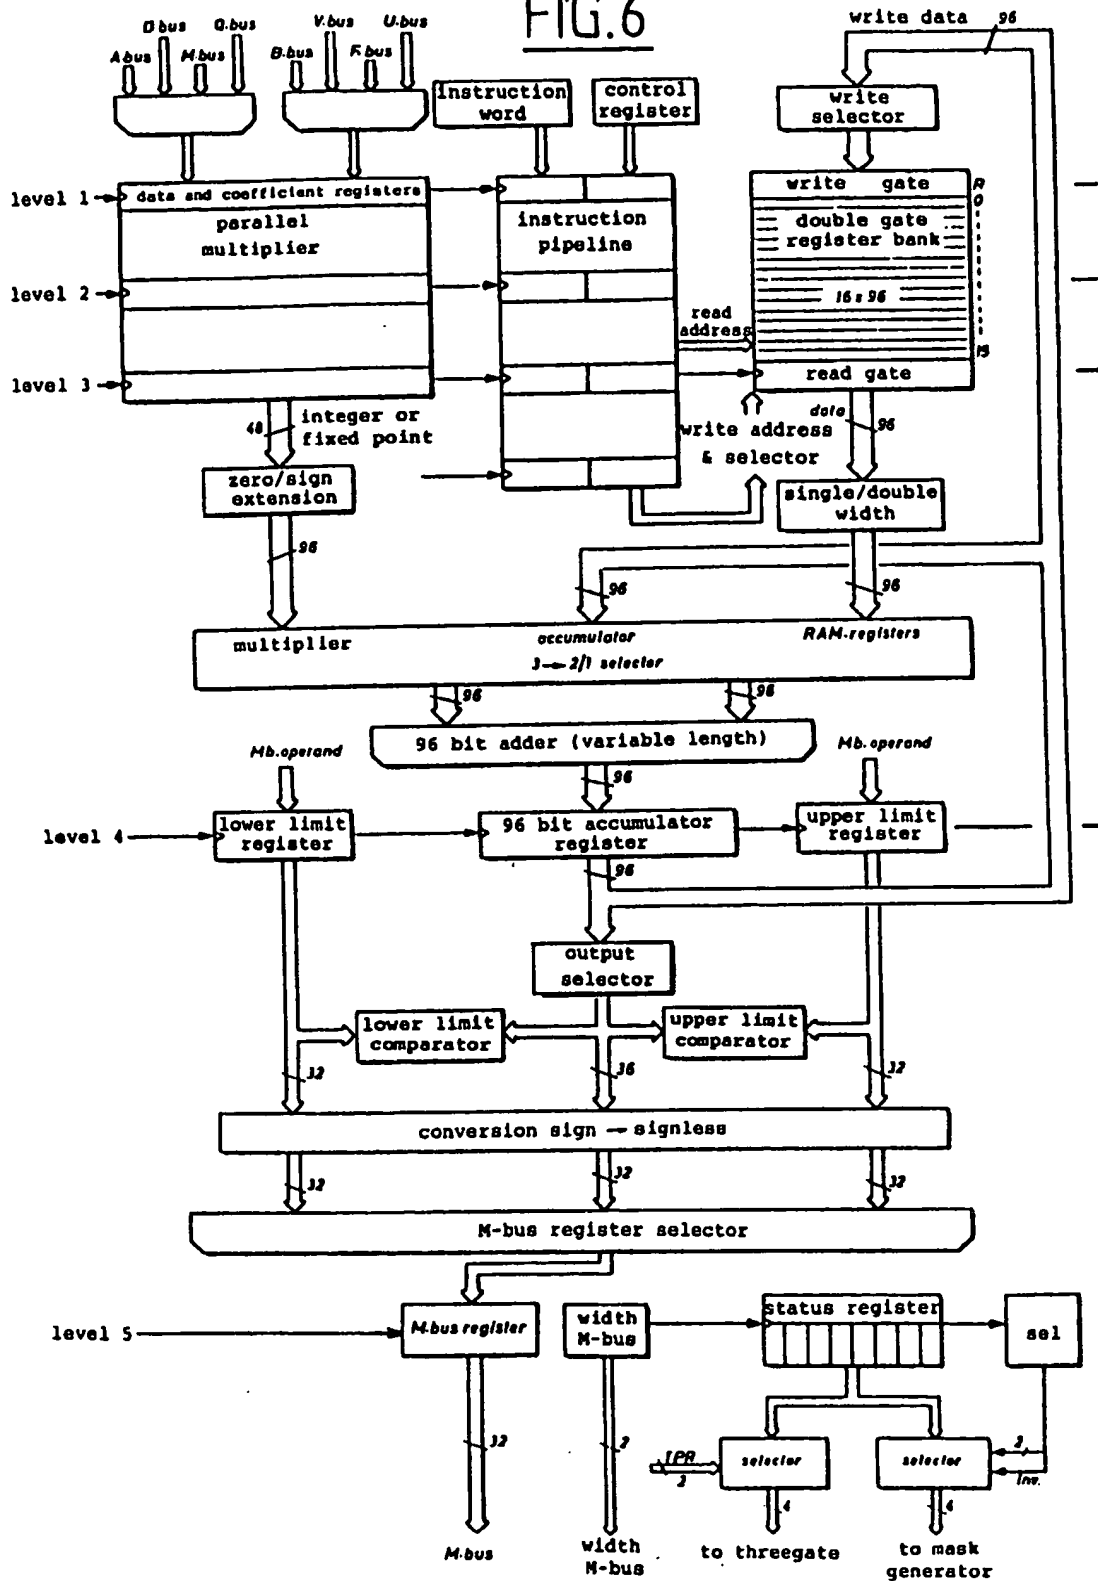 FIG.6
write data 96
D.bus Q.bus V.bus U.bus
A.bus M.bus B.bus F.bus
instruction
word
control
register
write
selector
level 1
data and coefficient registers
parallel
multiplier
instruction
pipeline
write gate
R
0
double gate
register bank
16 x 96
15
level 2
read
address
level 3
read gate
48
integer or
fixed point
data
96
write address
& selector
zero/sign
extension
single/double
width
96
96
96
multiplier
accumulator
RAM-registers
3→2/1 selector
96
96
96 bit adder (variable length)
Mb.operand
96
Mb.operand
level 4
lower limit
register
96 bit accumulator
register
upper limit
register
96
output
selector
lower limit
comparator
upper limit
comparator
32
36
32
conversion sign → signless
32
32
32
M-bus register selector
level 5
M.bus register
width
M-bus
status register
sel
32
2
IPR
2
selector
selector
2
Inv.
4
4
M.bus
width
M-bus
to threegate
to mask
generator